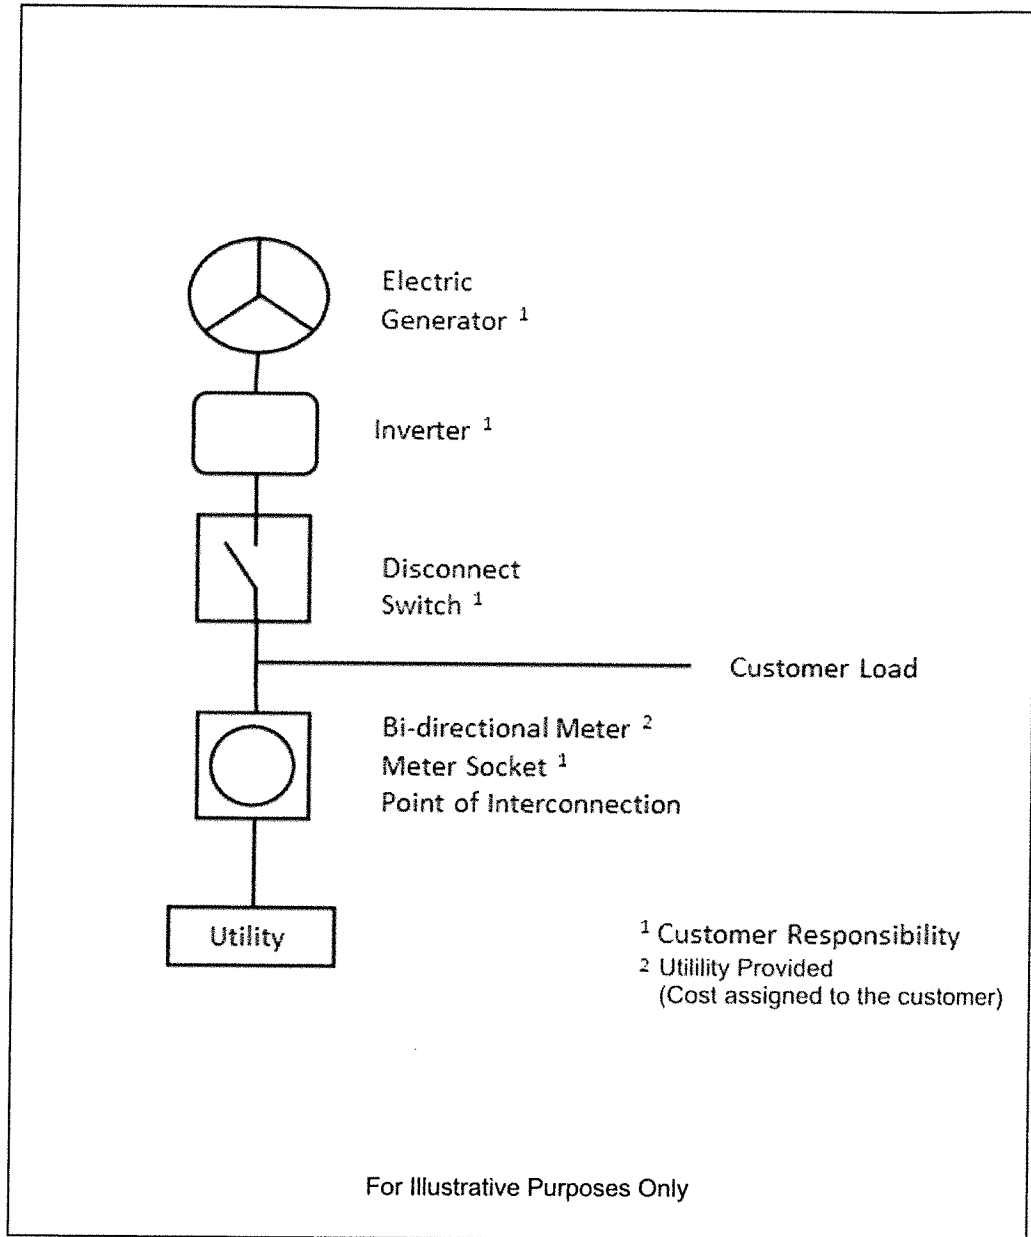 Electric
Generator ¹
Inverter ¹
Disconnect
Switch ¹
Customer Load
Bi-directional Meter ²
Meter Socket ¹
Point of Interconnection
Utility
¹ Customer Responsibility
² Utilility Provided
(Cost assigned to the customer)
For Illustrative Purposes Only